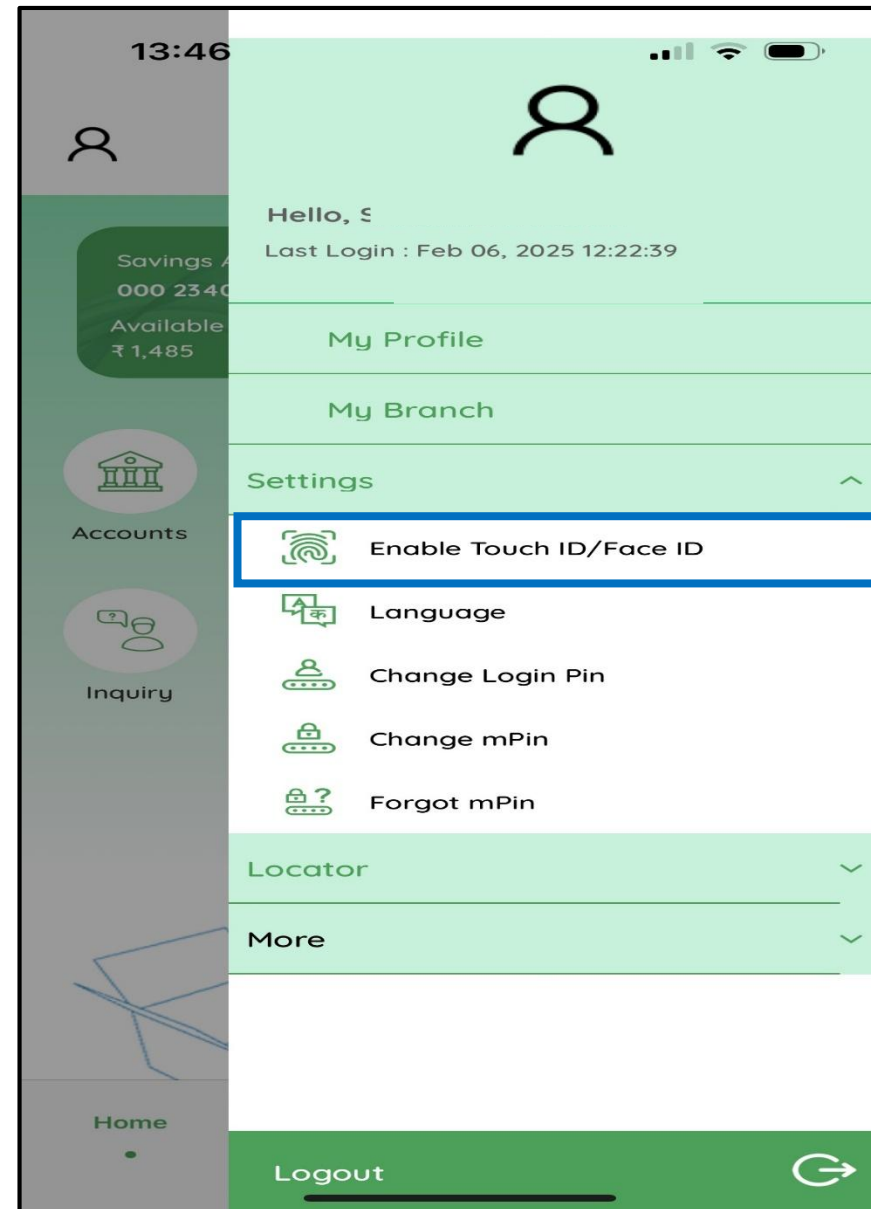 13:46
Hello, S
Last Login : Feb 06, 2025 12:22:39
Savings
000 2340
Available
₹ 1,485
My Profile
My Branch
Settings
Accounts
Enable Touch ID/Face ID
A
क
Language
?
Inquiry
Change Login Pin
Change mPin
?
Forgot mPin
Locator
More
Home
Logout